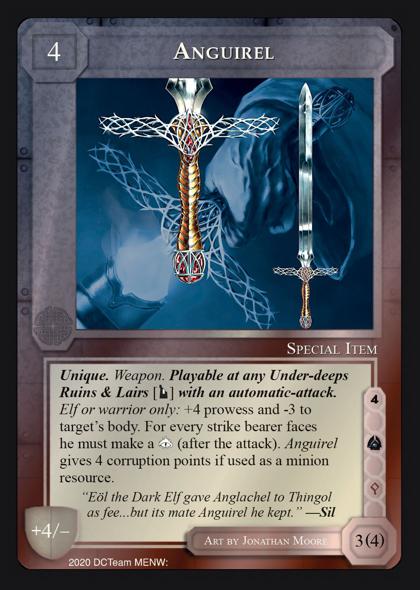 4
ANGUIREL
SPECIAL ITEM
Unique. Weapon. Playable at any Under-deeps
Ruins & Lairs [] with an automatic-attack.
Elf or warrior only: +4 prowess and -3 to
target's body. For every strike bearer faces
he must make a (after the attack). Anguirel
gives 4 corruption points if used as a minion
resource.
"Eöl the Dark Elf gave Anglachel to Thingol
as fee...but its mate Anguirel he kept." —Sil
4
+4/–
ART BY JONATHAN MOORE
3(4)
2020 DCTeam MENW: